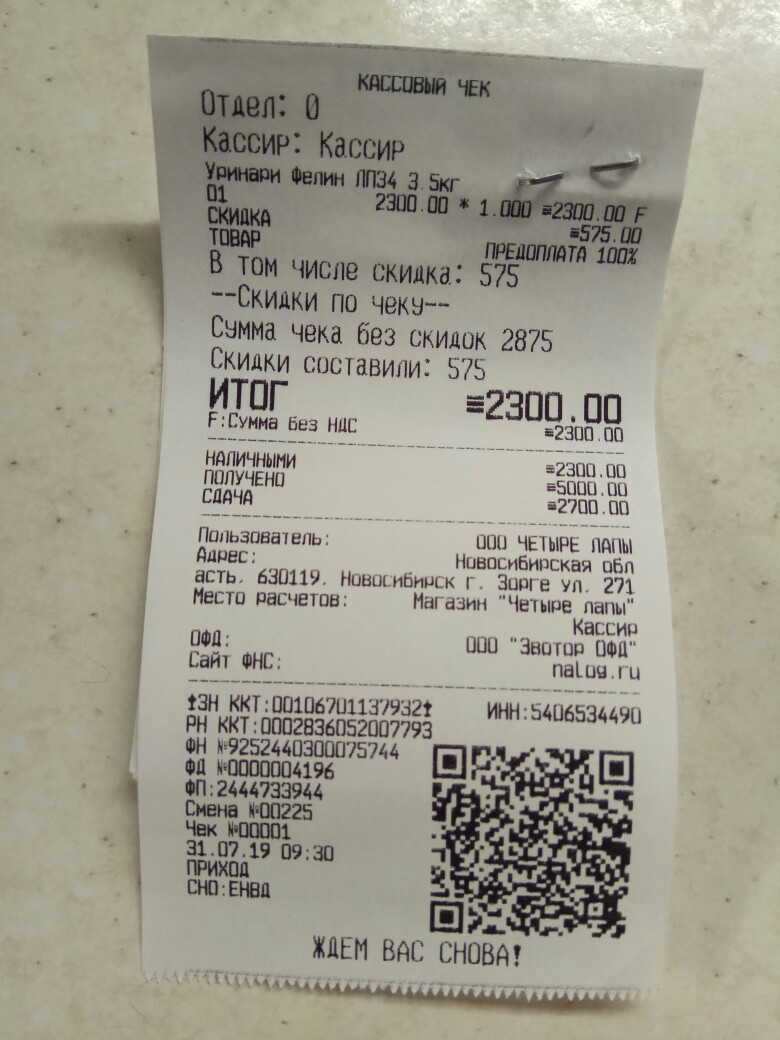 КАССОВЫЙ ЧЕК
Отдел: 0
Кассир: Кассир
Уринари Фелин ЛП34 3.5кг
01 2300.00 * 1.000 ≡2300.00 F
СКИДКА ≡575.00
ТОВАР ПРЕДОПЛАТА 100%
В том числе скидка: 575
--Скидки по чеку--
Сумма чека без скидок 2875
Скидки составили: 575
ИТОГ ≡2300.00
F:Сумма без НДС ≡2300.00
НАЛИЧНЫМИ ≡2300.00
ПОЛУЧЕНО ≡5000.00
СДАЧА ≡2700.00
Пользователь: ООО ЧЕТЫРЕ ЛАПЫ
Адрес: Новосибирская обл
асть, 630119, Новосибирск г, Зорге ул, 271
Место расчетов: Магазин "Четыре лапы"
Кассир
ОФД: ООО "Эвотор ОФД"
Сайт ФНС: nalog.ru
ЗН ККТ:00106701137932 ИНН:5406534490
РН ККТ:0002836052007793
ФН №9252440300075744
ФД №0000004196
ФП:2444733944
Смена №00225
Чек №00001
31.07.19 09:30
ПРИХОД
СНО:ЕНВД
ЖДЕМ ВАС СНОВА!